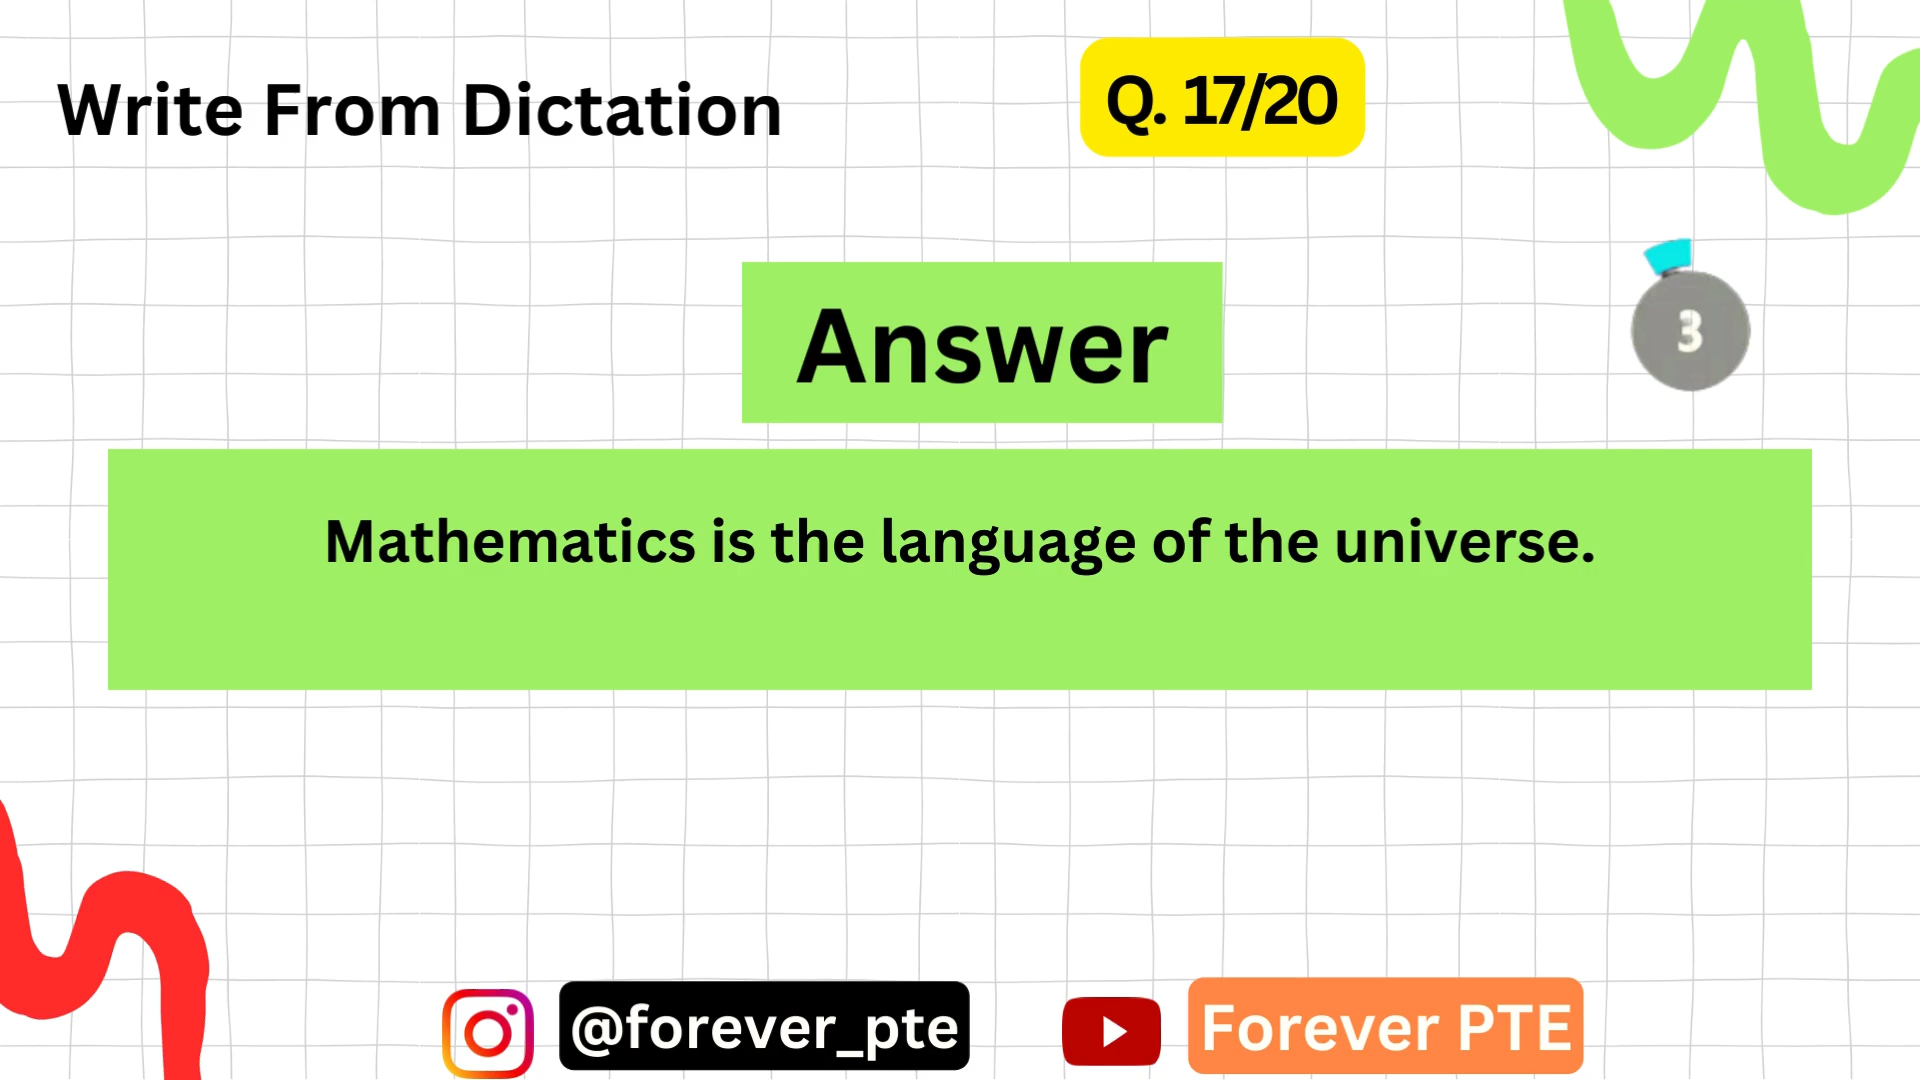 Write From Dictation
Q. 17/20
Answer
3
Mathematics is the language of the universe.
@forever_pte
Forever PTE